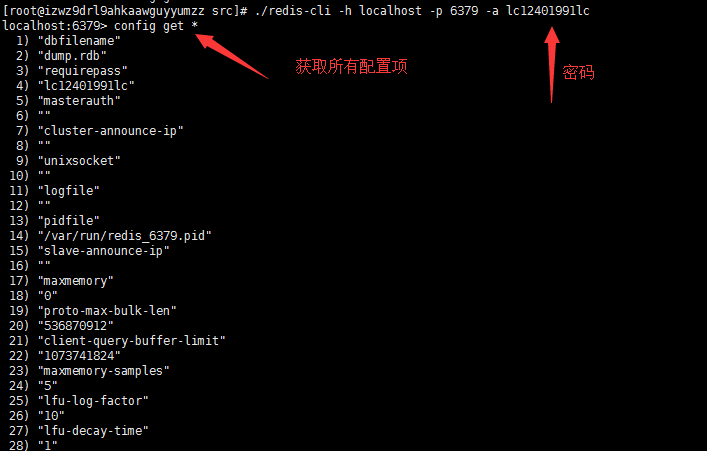 [root@izwz9drl9ahkaawguyyumzz src]# ./redis-cli -h localhost -p 6379 -a lc12401991lc
localhost:6379> config get *
获取所有配置项
密码
1) "dbfilename"
2) "dump.rdb"
3) "requirepass"
4) "lc12401991lc"
5) "masterauth"
6) ""
7) "cluster-announce-ip"
8) ""
9) "unixsocket"
10) ""
11) "logfile"
12) ""
13) "pidfile"
14) "/var/run/redis_6379.pid"
15) "slave-announce-ip"
16) ""
17) "maxmemory"
18) "0"
19) "proto-max-bulk-len"
20) "536870912"
21) "client-query-buffer-limit"
22) "1073741824"
23) "maxmemory-samples"
24) "5"
25) "lfu-log-factor"
26) "10"
27) "lfu-decay-time"
28) "1"